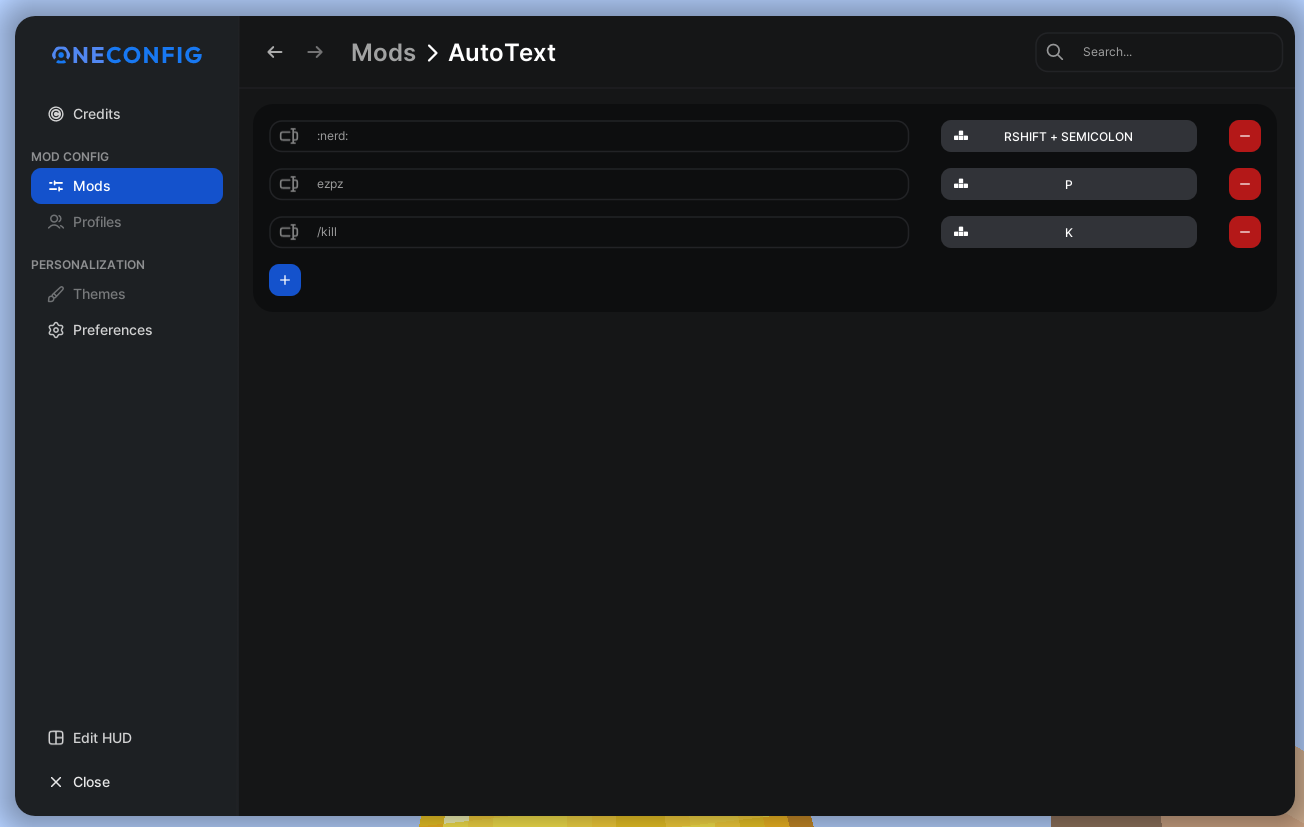 ONECONFIG
Credits
MOD CONFIG
Mods
Profiles
PERSONALIZATION
Themes
Preferences
Edit HUD
Close
Mods > AutoText
Search...
:nerd:
RSHIFT + SEMICOLON
ezpz
P
/kill
K